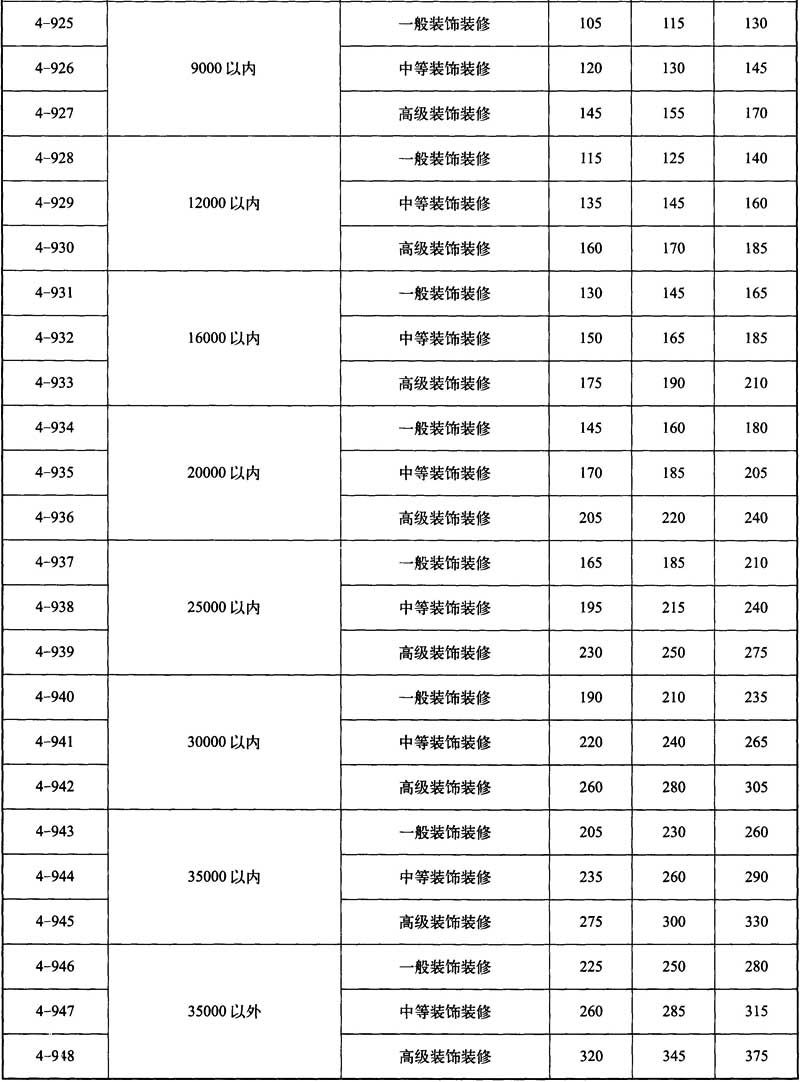 4-925 一般装饰装修 105 115 130
4-926 9000 以内 中等装饰装修 120 130 145
4-927 高级装饰装修 145 155 170
4-928 一般装饰装修 115 125 140
4-929 12000 以内 中等装饰装修 135 145 160
4-930 高级装饰装修 160 170 185
4-931 一般装饰装修 130 145 165
4-932 16000 以内 中等装饰装修 150 165 185
4-933 高级装饰装修 175 190 210
4-934 一般装饰装修 145 160 180
4-935 20000 以内 中等装饰装修 170 185 205
4-936 高级装饰装修 205 220 240
4-937 一般装饰装修 165 185 210
4-938 25000 以内 中等装饰装修 195 215 240
4-939 高级装饰装修 230 250 275
4-940 一般装饰装修 190 210 235
4-941 30000 以内 中等装饰装修 220 240 265
4-942 高级装饰装修 260 280 305
4-943 一般装饰装修 205 230 260
4-944 35000 以内 中等装饰装修 235 260 290
4-945 高级装饰装修 275 300 330
4-946 一般装饰装修 225 250 280
4-947 35000 以外 中等装饰装修 260 285 315
4-948 高级装饰装修 320 345 375